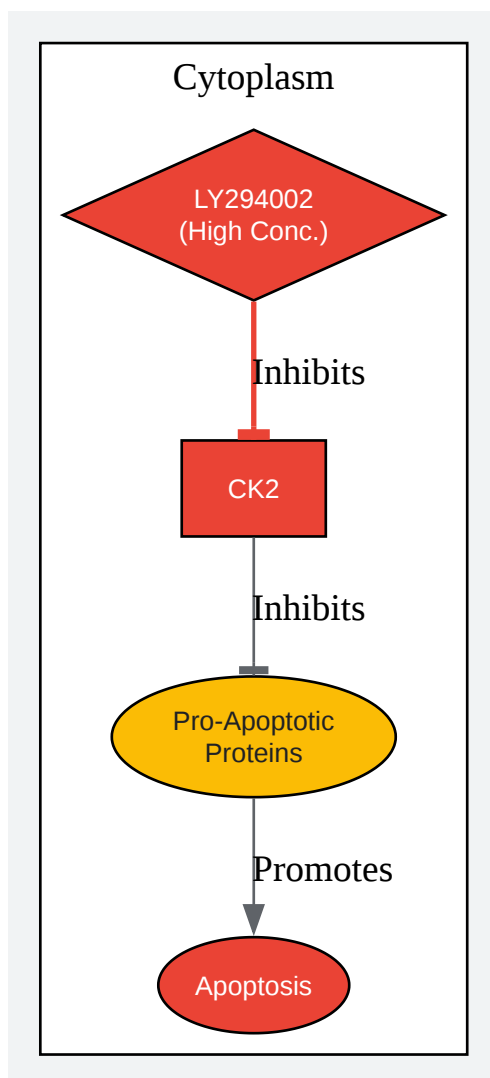 Cytoplasm
LY294002
(High Conc.)
Inhibits
CK2
Inhibits
Pro-Apoptotic
Proteins
Promotes
Apoptosis